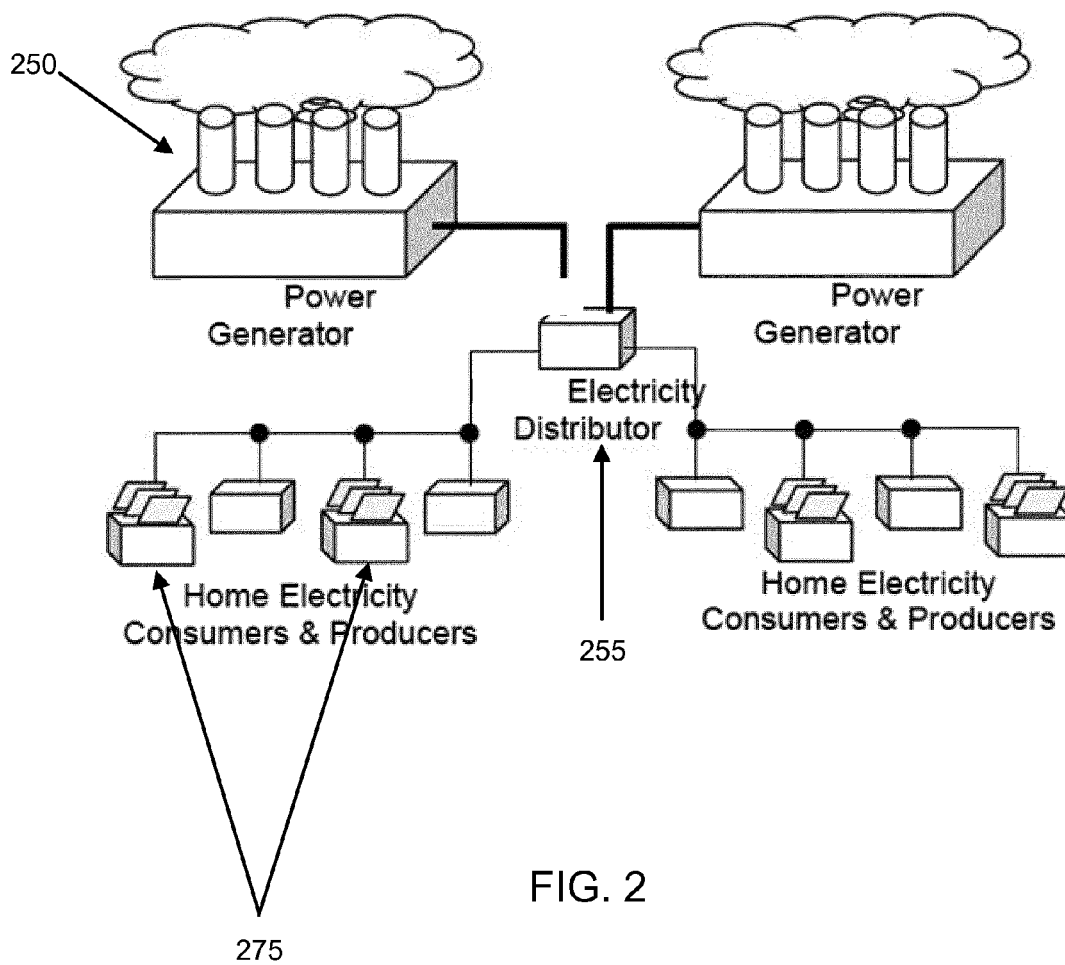 250
Power
Generator
Power
Generator
Electricity
Distributor
Home Electricity
Consumers & Producers
Home Electricity
Consumers & Producers
255
FIG. 2
275